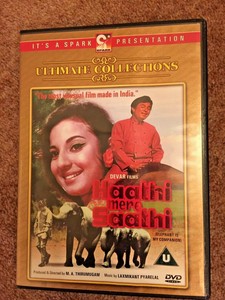 IT'S A SPARK PRESENTATION
SPARK
ULTIMATE COLLECTIONS
"The most original film made in India"
DEVAR FILMS
Haathi
mere
Saathi
(ELEPHANT IS
MY COMPANION)
U
Produced & Directed by M. A. THIRUMUGAM
Music by LAXMIKANT PYARELAL
DVD